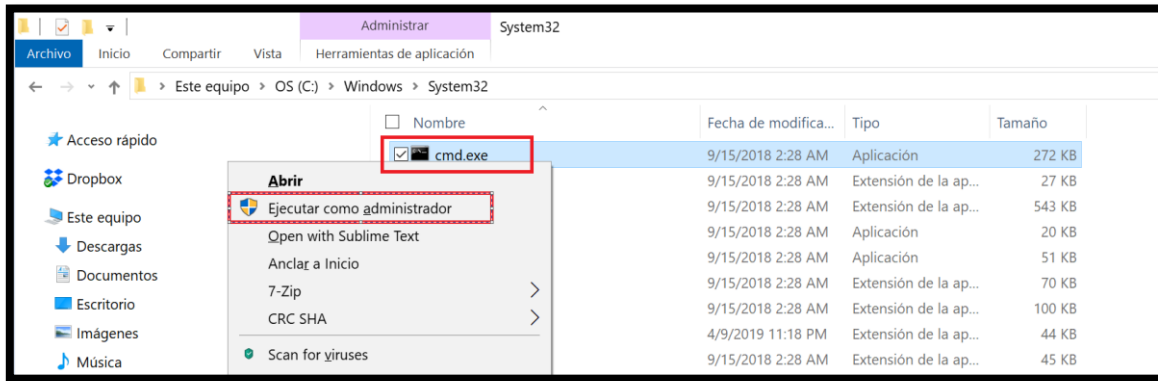 Administrar System32
Archivo Inicio Compartir Vista Herramientas de aplicación
Este equipo > OS (C:) > Windows > System32
Nombre Fecha de modifica... Tipo Tamaño
Acceso rápido
cmd.exe 9/15/2018 2:28 AM Aplicación 272 KB
Dropbox
Abrir
9/15/2018 2:28 AM Extensión de la ap... 27 KB
Ejecutar como administrador
9/15/2018 2:28 AM Extensión de la ap... 543 KB
Este equipo
Open with Sublime Text
9/15/2018 2:28 AM Aplicación 20 KB
Descargas
Anclar a Inicio
9/15/2018 2:28 AM Aplicación 51 KB
Documentos
7-Zip
9/15/2018 2:28 AM Extensión de la ap... 70 KB
Escritorio
CRC SHA
9/15/2018 2:28 AM Extensión de la ap... 100 KB
Imágenes
4/9/2019 11:18 PM Extensión de la ap... 44 KB
Música
Scan for viruses
9/15/2018 2:28 AM Extensión de la ap... 45 KB